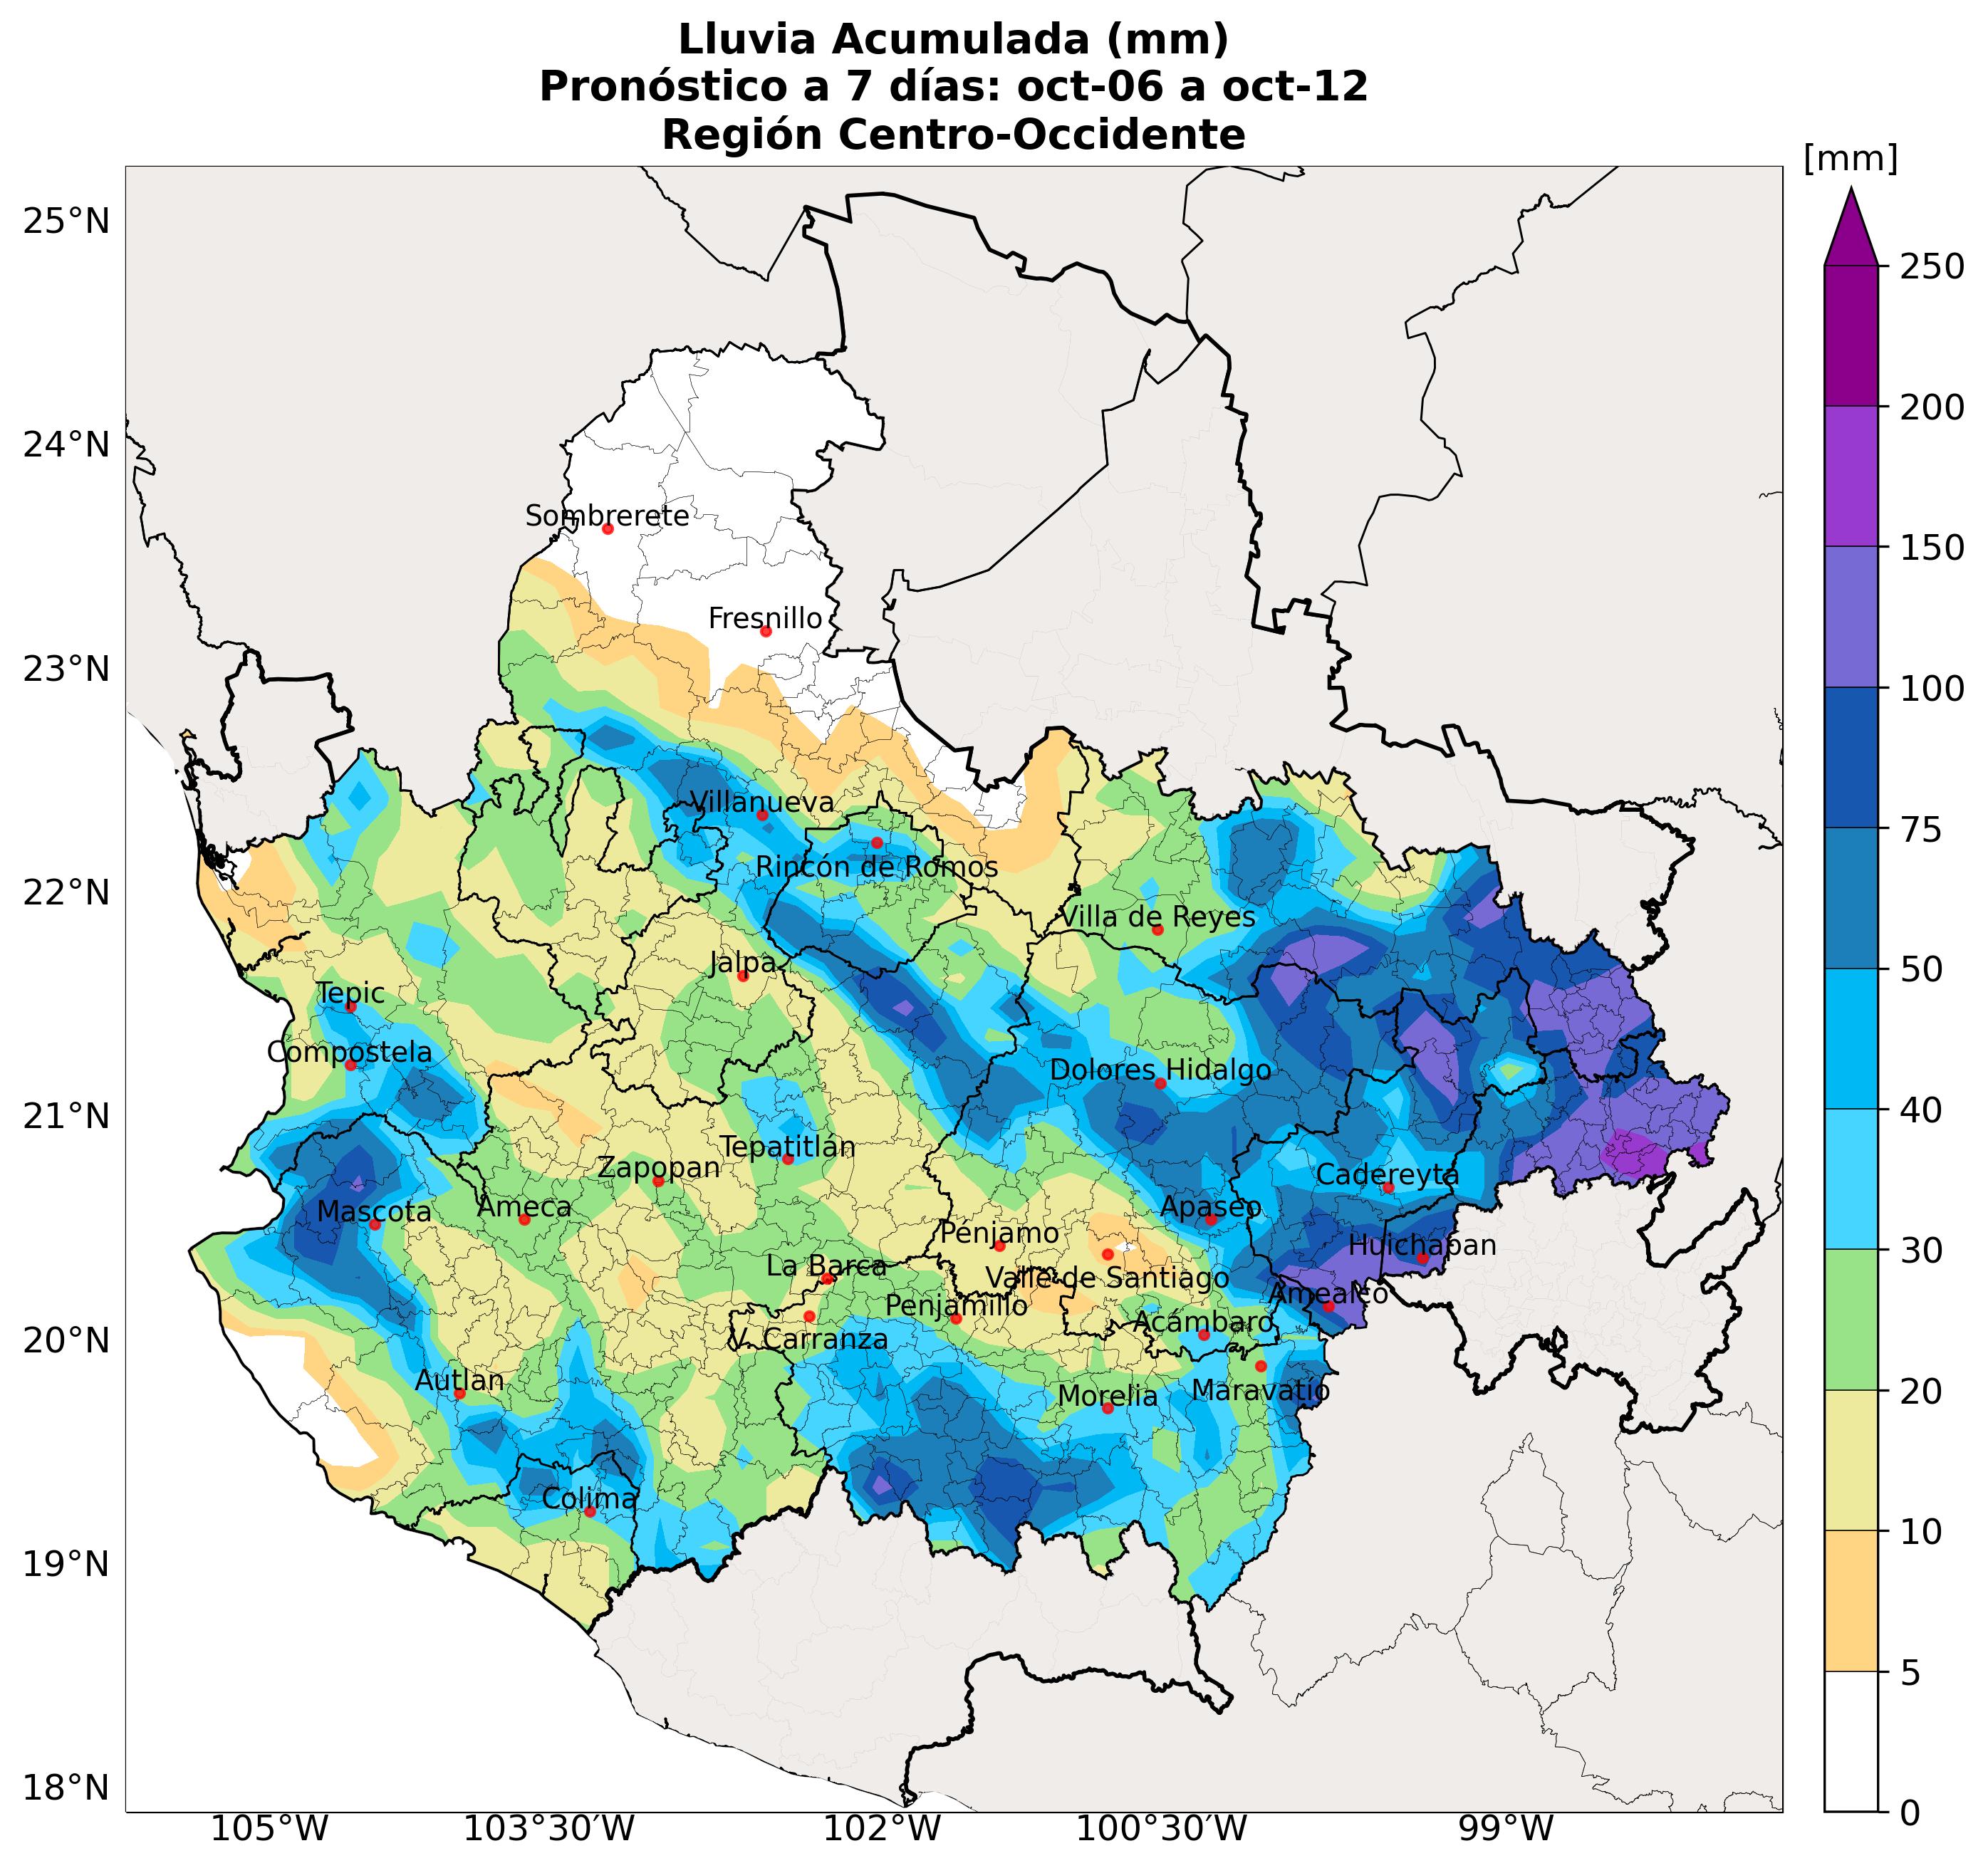 Lluvia Acumulada (mm)
Pronóstico a 7 días: oct-06 a oct-12
Región Centro-Occidente
[mm]
25°N
24°N
23°N
22°N
21°N
20°N
19°N
18°N
Sombrerete
Fresnillo
Villanueva
Rincón de Romos
Villa de Reyes
Jalpa
Tepic
Compostela
Dolores Hidalgo
Tepatitlán
Zapopan
Cadereyta
Mascota
Ameca
Apaseo
Penjamo
Huichapan
La Barca
Valle de Santiago
Amealco
Penjamillo
Acámbaro
V. Carranza
Autlan
Morelia
Maravatío
Colima
105°W
103°30'W
102°W
100°30'W
99°W
250
200
150
100
75
50
40
30
20
10
5
0